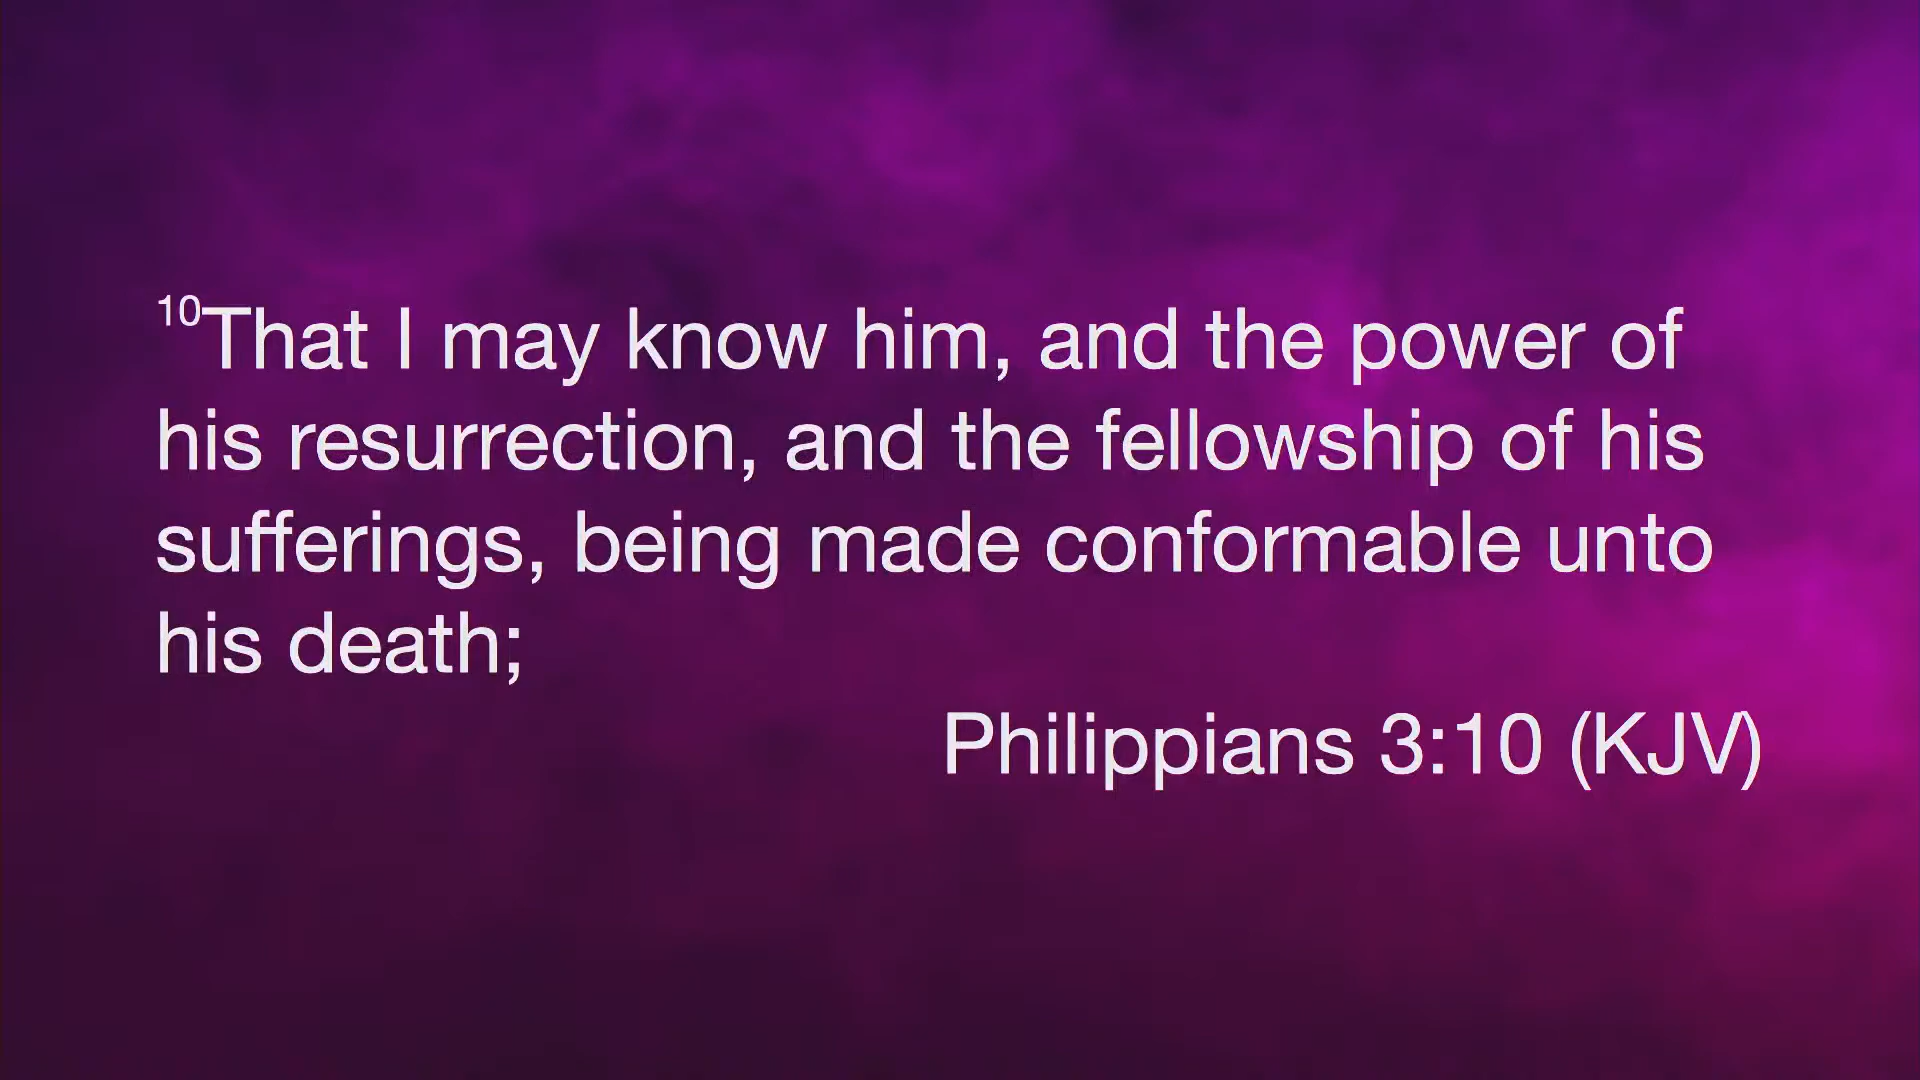 10That I may know him, and the power of
his resurrection, and the fellowship of his
sufferings, being made conformable unto
his death;
Philippians 3:10 (KJV)